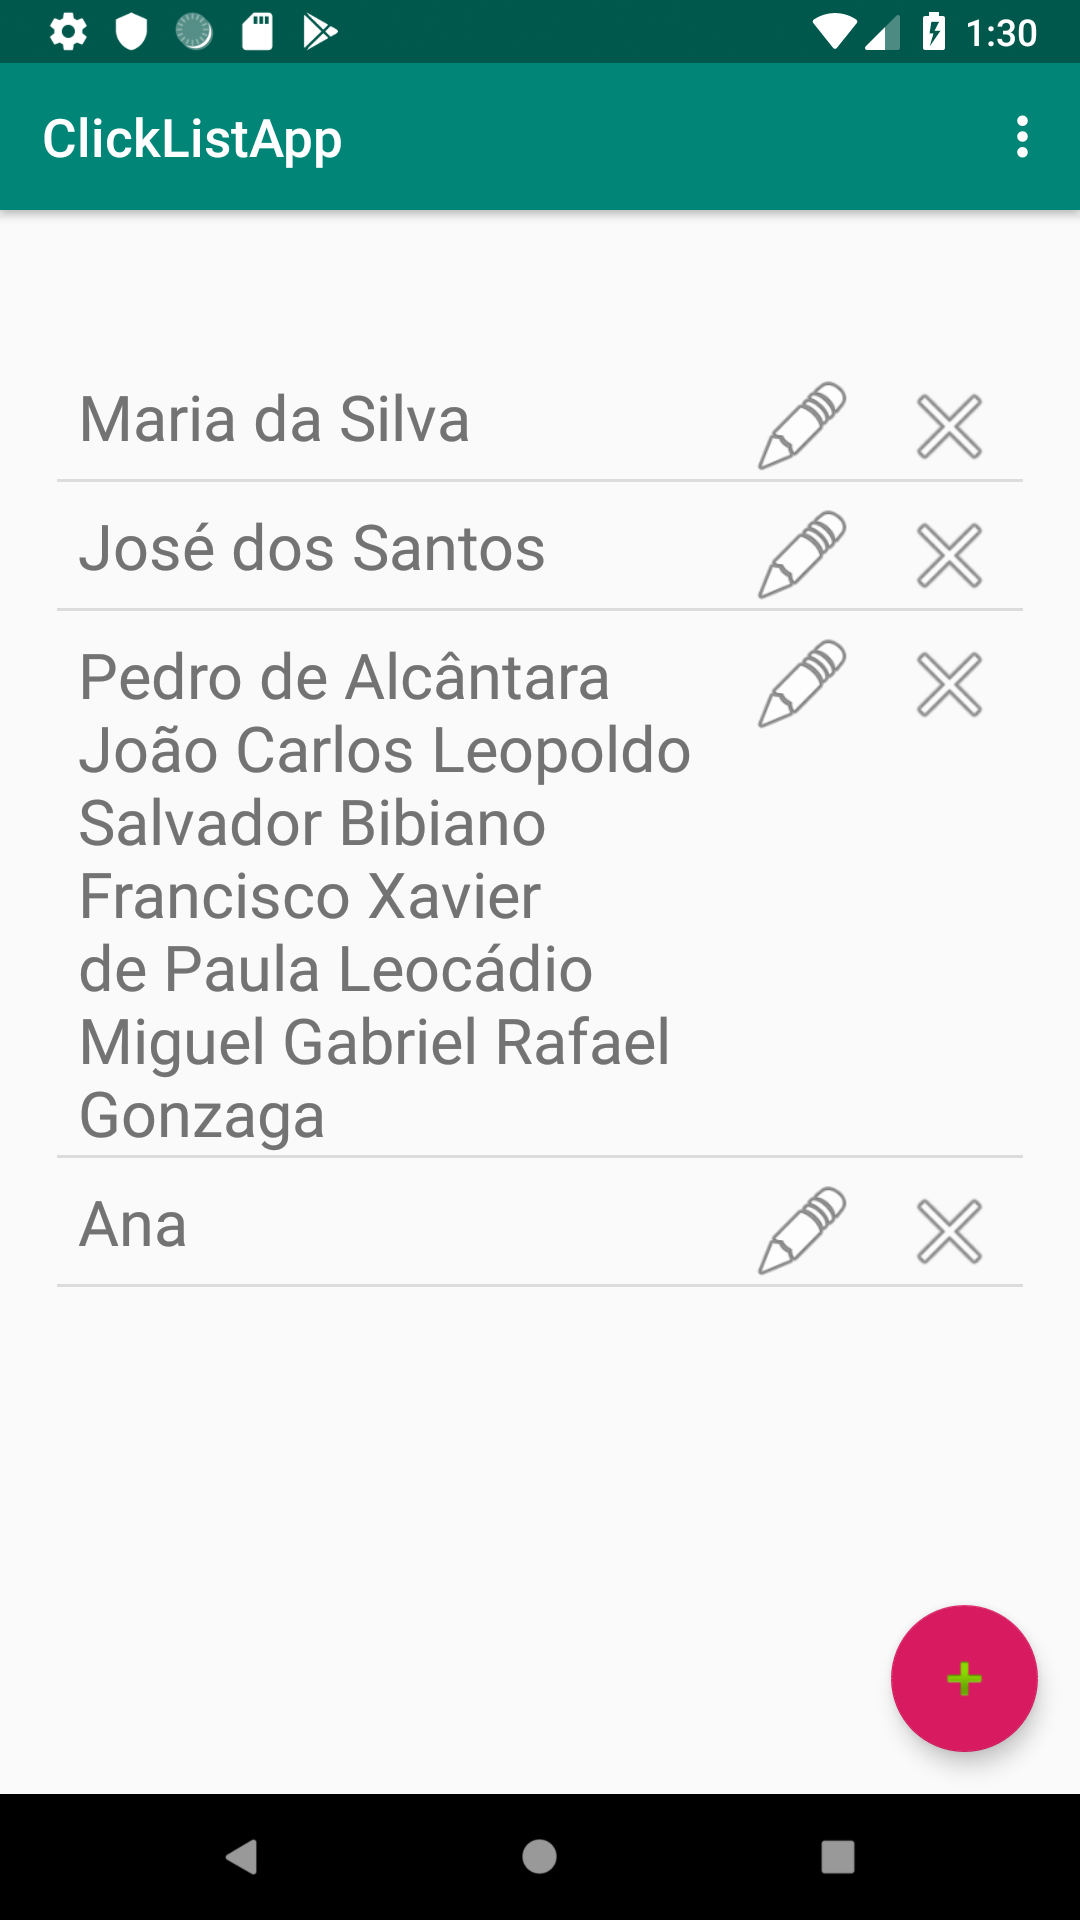 1:30
ClickListApp
Maria da Silva
José dos Santos
Pedro de Alcântara
João Carlos Leopoldo
Salvador Bibiano
Francisco Xavier
de Paula Leocádio
Miguel Gabriel Rafael
Gonzaga
Ana